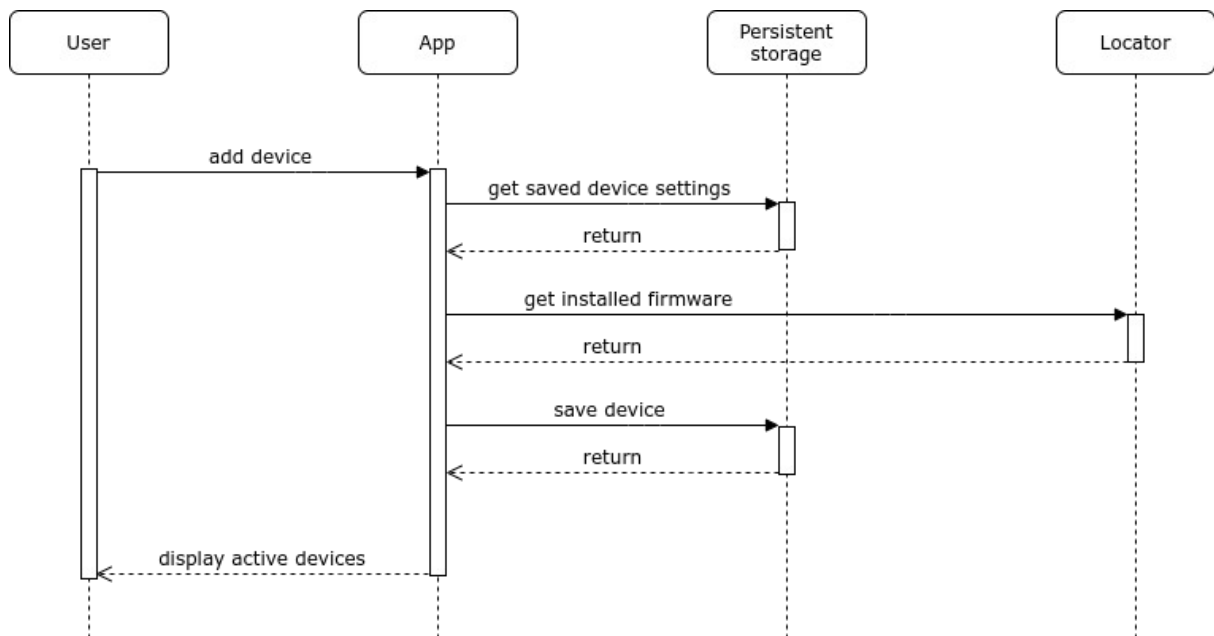 User
App
Persistent
storage
Locator
add device
get saved device settings
return
get installed firmware
return
save device
return
display active devices